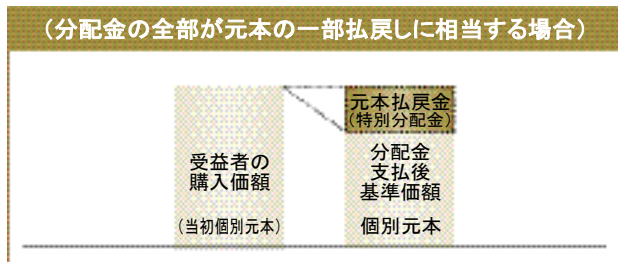 （分配金の全部が元本の一部払戻しに相当する場合）
受益者の
購入価額
（当初個別元本）
元本払戻金
（特別分配金）
分配金
支払後
基準価額
個別元本